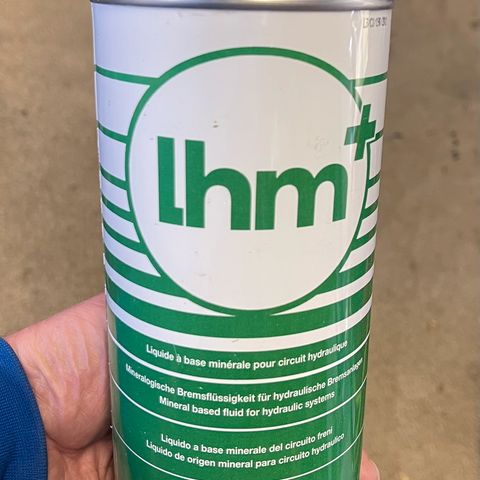 lhm+
Liquide à base minérale pour circuit hydraulique
Mineralogische Bremsflüssigkeit für hydraulische Bremsanlagen
Mineral based fluid for hydraulic systems
Liquido a base minerale del circuito freni
Liquido de origen mineral para circuito hydraulico